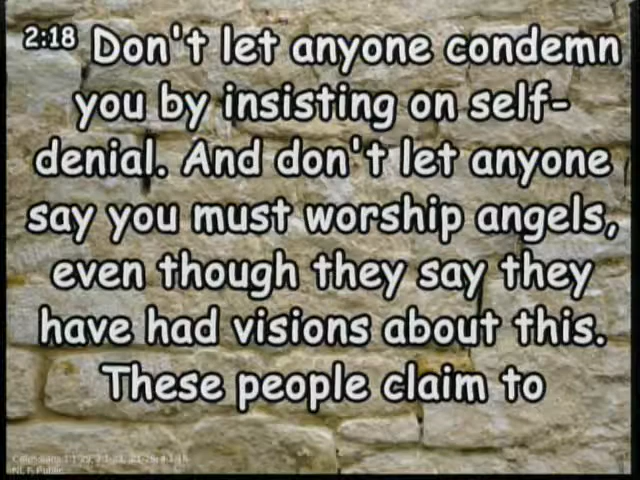 2:18 Don't let anyone condemn
you by insisting on self-
denial. And don't let anyone
say you must worship angels,
even though they say they
have had visions about this.
These people claim to